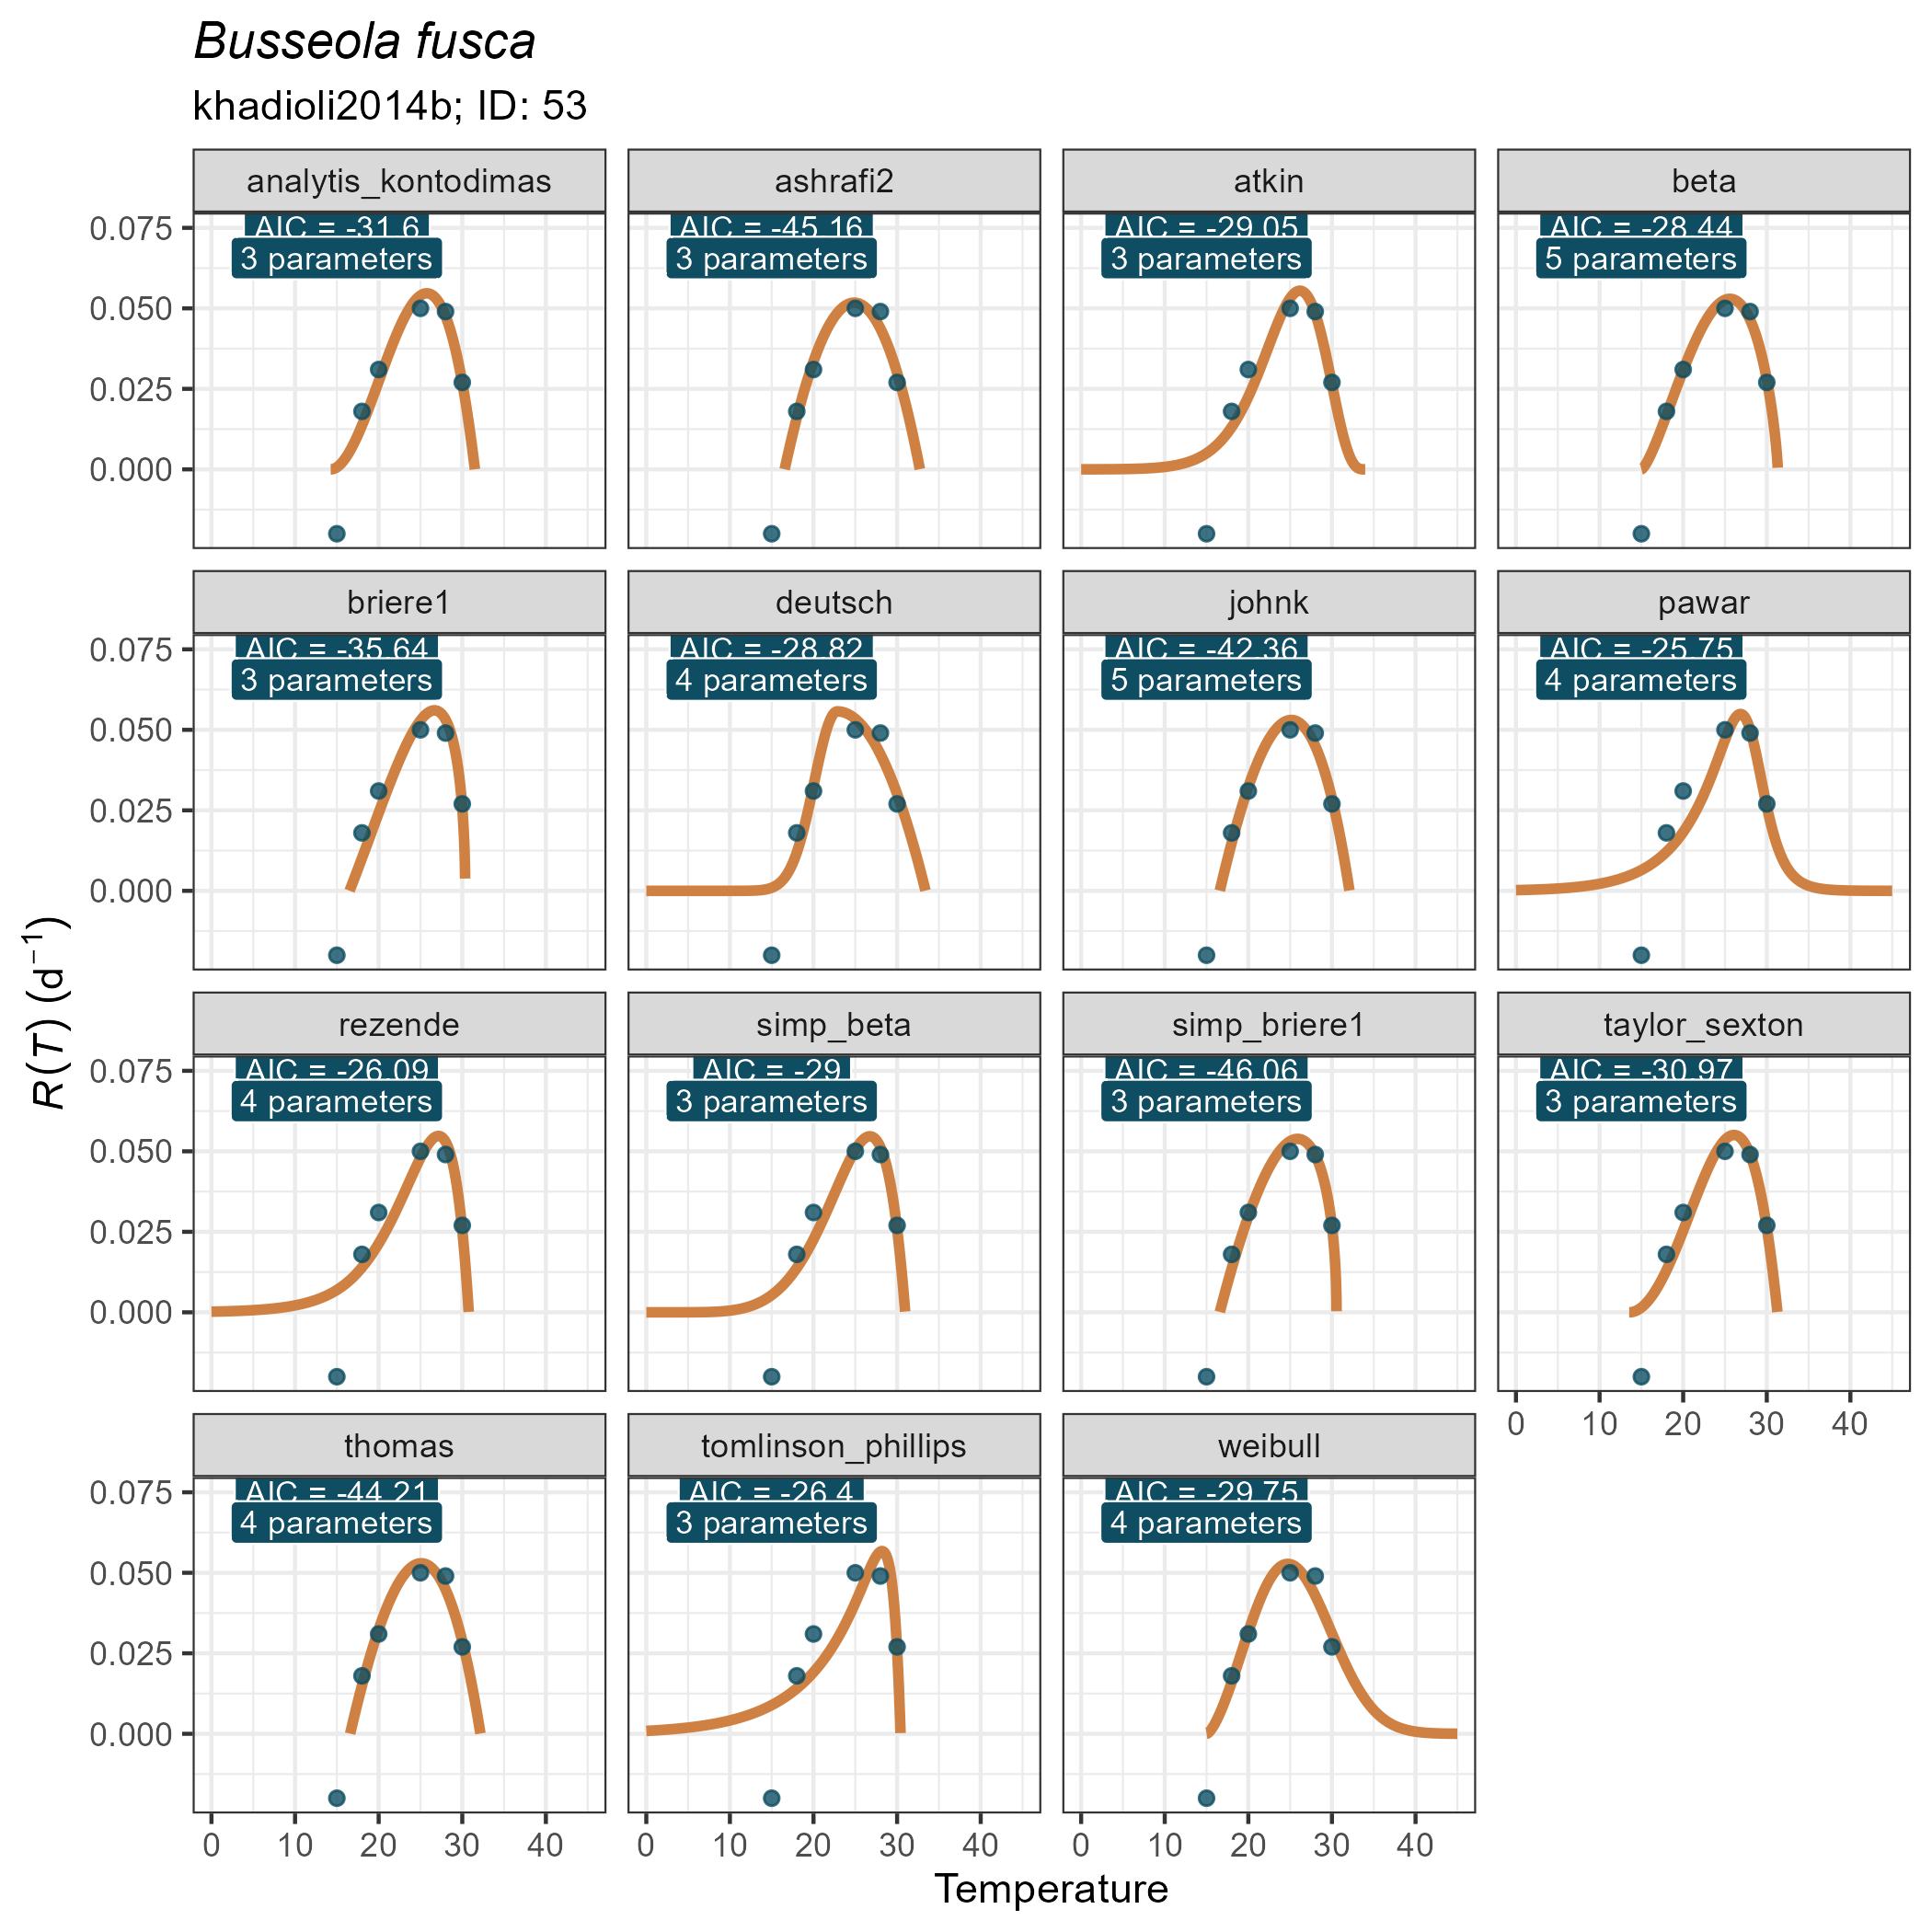 Busseola fusca
khadioli2014b; ID: 53
analytis_kontodimas ashrafi2 atkin beta
AIC = -31.6 AIC = -45.16 AIC = -29.05 AIC = -28.44
3 parameters 3 parameters 3 parameters 5 parameters
0.075
0.050
0.025
0.000
briere1 deutsch johnk pawar
AIC = -35.64 AIC = -28.82 AIC = -42.36 AIC = -25.75
3 parameters 4 parameters 5 parameters 4 parameters
0.075
0.050
0.025
0.000
rezende simp_beta simp_briere1 taylor_sexton
AIC = -26.09 AIC = -29 AIC = -46.06 AIC = -30.97
4 parameters 3 parameters 3 parameters 3 parameters
0.075
0.050
0.025
0.000
0 10 20 30 40
thomas tomlinson_phillips weibull
AIC = -44.21 AIC = -26.4 AIC = -29.75
4 parameters 3 parameters 4 parameters
0.075
0.050
0.025
0.000
0 10 20 30 40 0 10 20 30 40 0 10 20 30 40
Temperature
R(T) (d⁻¹)